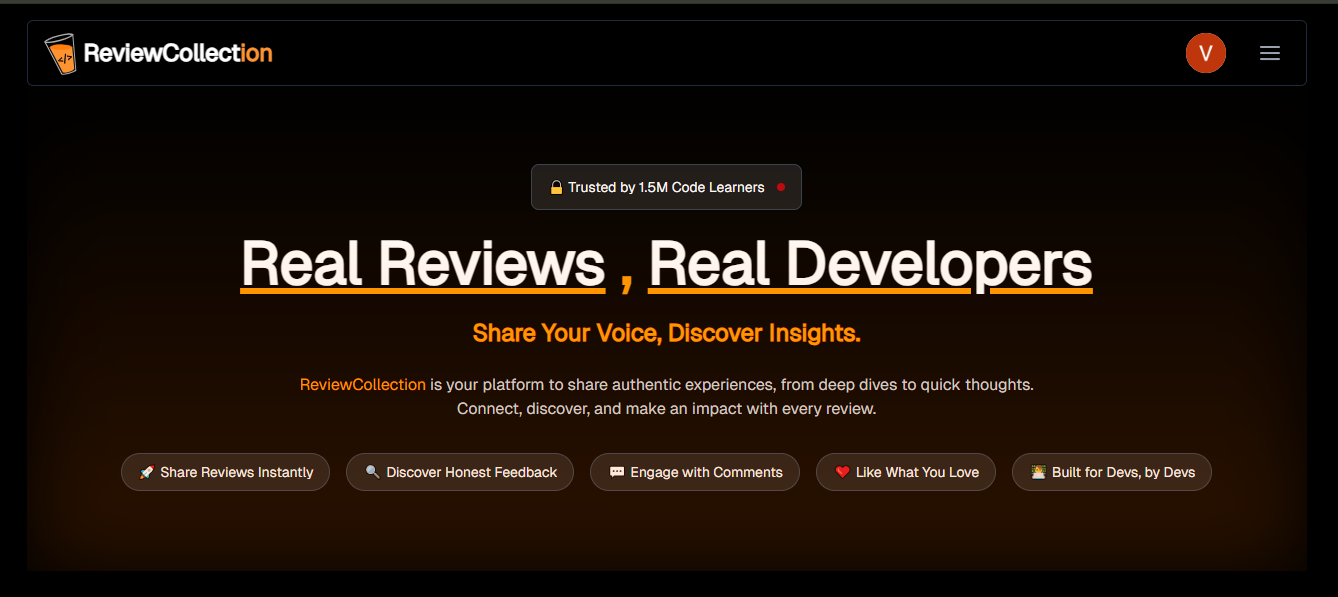 </> ReviewCollection
V
🔒 Trusted by 1.5M Code Learners
Real Reviews , Real Developers
Share Your Voice, Discover Insights.
ReviewCollection is your platform to share authentic experiences, from deep dives to quick thoughts.
Connect, discover, and make an impact with every review.
🚀 Share Reviews Instantly
🔍 Discover Honest Feedback
💬 Engage with Comments
❤️ Like What You Love
🧑‍💻 Built for Devs, by Devs